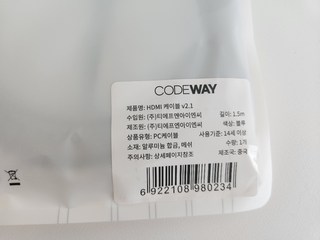 CODEWAY
제품명: HDMI 케이블 v2.1
수입원: (주)티에프엔아이엔씨 길이: 1.5m
제조원: (주)티에프엔아이엔씨 색상: 블루
상품유형: PC케이블 사용기준: 14세 이상
소재: 알루미늄 합금, 메쉬 수량: 1개
주의사항: 상세페이지참조 제조국: 중국
6 922108 980234